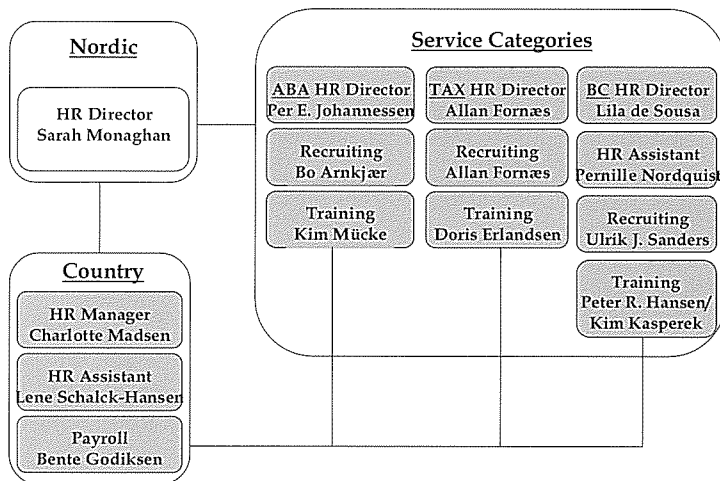 Nordic
HR Director
Sarah Monaghan
Service Categories
ABA HR Director
Per E. Johannessen
Recruiting
Bo Arnkjær
Training
Kim Mücke
TAX HR Director
Allan Fornæs
Recruiting
Allan Fornæs
Training
Doris Erlandsen
BC HR Director
Lila de Sousa
HR Assistant
Pernille Nordquist
Recruiting
Ulrik J. Sanders
Training
Peter R. Hansen/
Kim Kasperek
Country
HR Manager
Charlotte Madsen
HR Assistant
Lene Schalck-Hansen
Payroll
Bente Godiksen